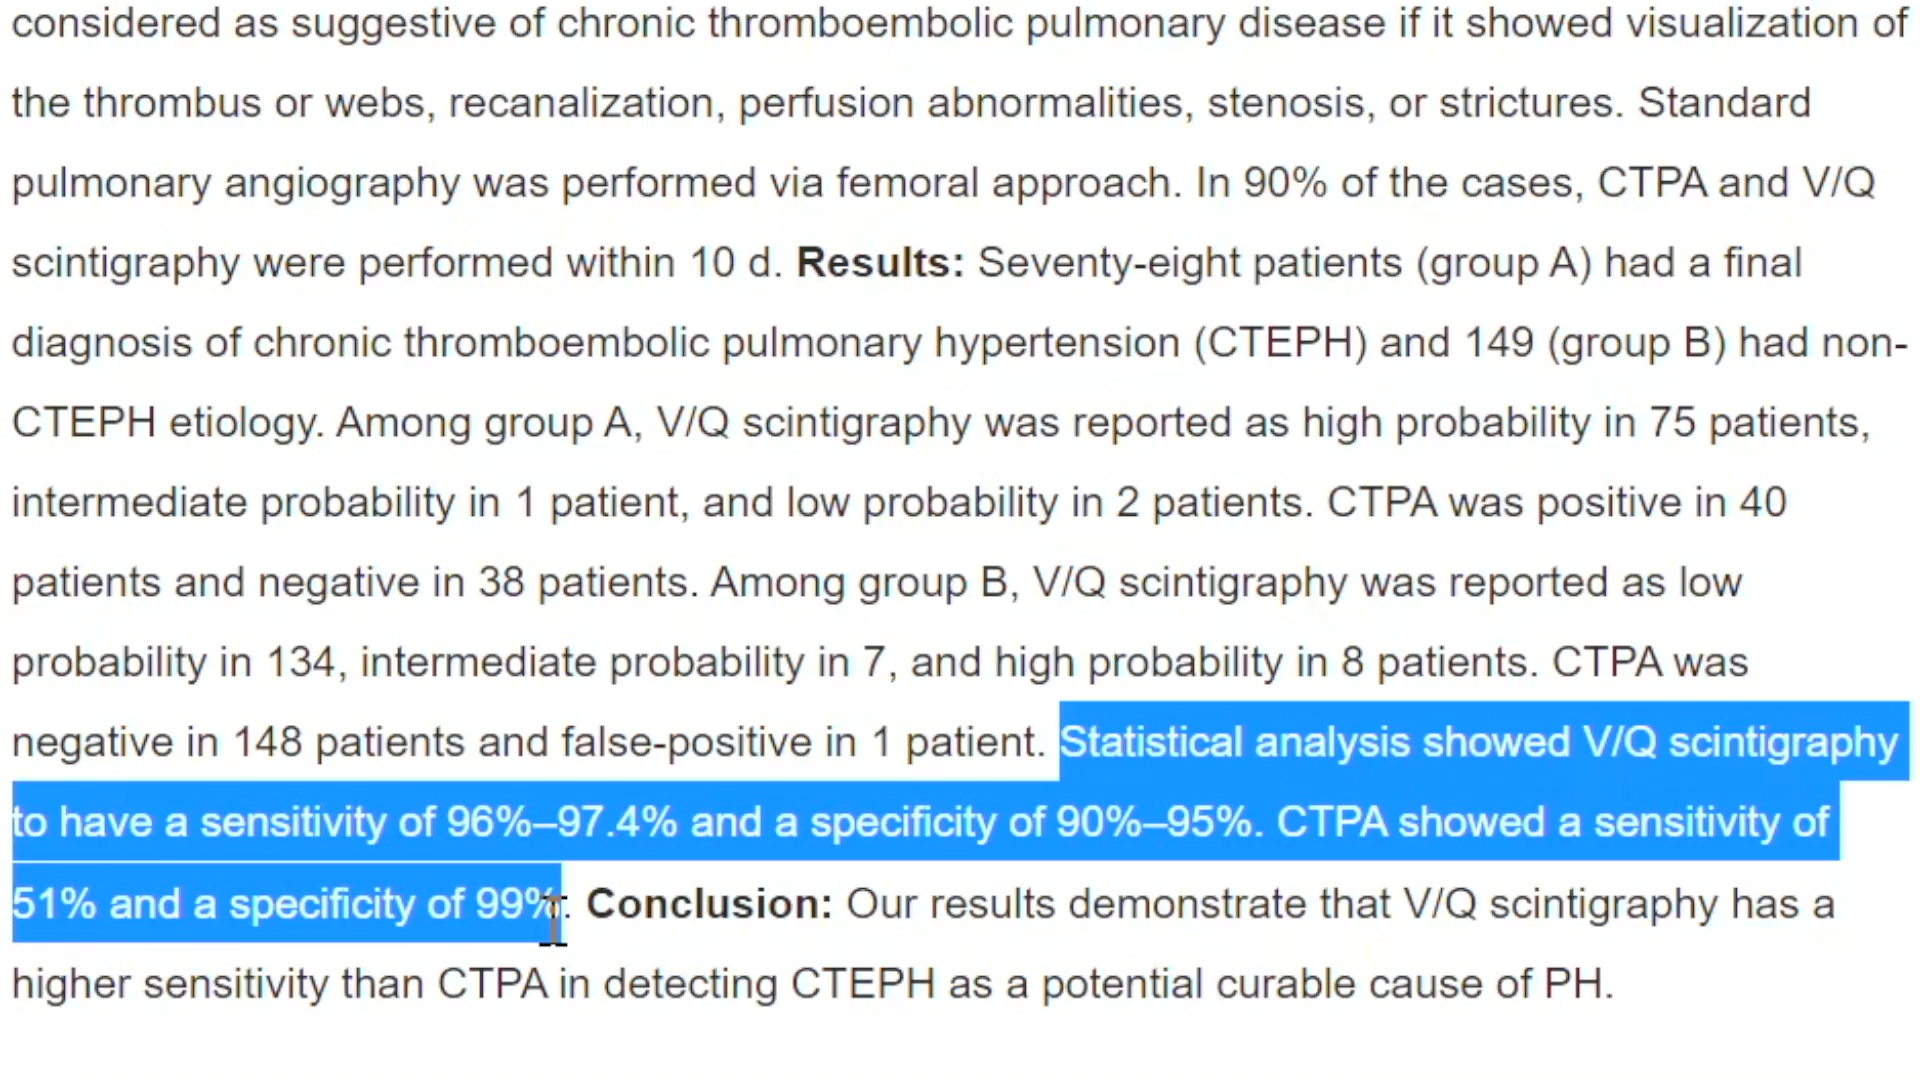 considered as suggestive of chronic thromboembolic pulmonary disease if it showed visualization of
the thrombus or webs, recanalization, perfusion abnormalities, stenosis, or strictures. Standard
pulmonary angiography was performed via femoral approach. In 90% of the cases, CTPA and V/Q
scintigraphy were performed within 10 d. Results: Seventy-eight patients (group A) had a final
diagnosis of chronic thromboembolic pulmonary hypertension (CTEPH) and 149 (group B) had non-
CTEPH etiology. Among group A, V/Q scintigraphy was reported as high probability in 75 patients,
intermediate probability in 1 patient, and low probability in 2 patients. CTPA was positive in 40
patients and negative in 38 patients. Among group B, V/Q scintigraphy was reported as low
probability in 134, intermediate probability in 7, and high probability in 8 patients. CTPA was
negative in 148 patients and false-positive in 1 patient. Statistical analysis showed V/Q scintigraphy
to have a sensitivity of 96%–97.4% and a specificity of 90%–95%. CTPA showed a sensitivity of
51% and a specificity of 99%. Conclusion: Our results demonstrate that V/Q scintigraphy has a
higher sensitivity than CTPA in detecting CTEPH as a potential curable cause of PH.